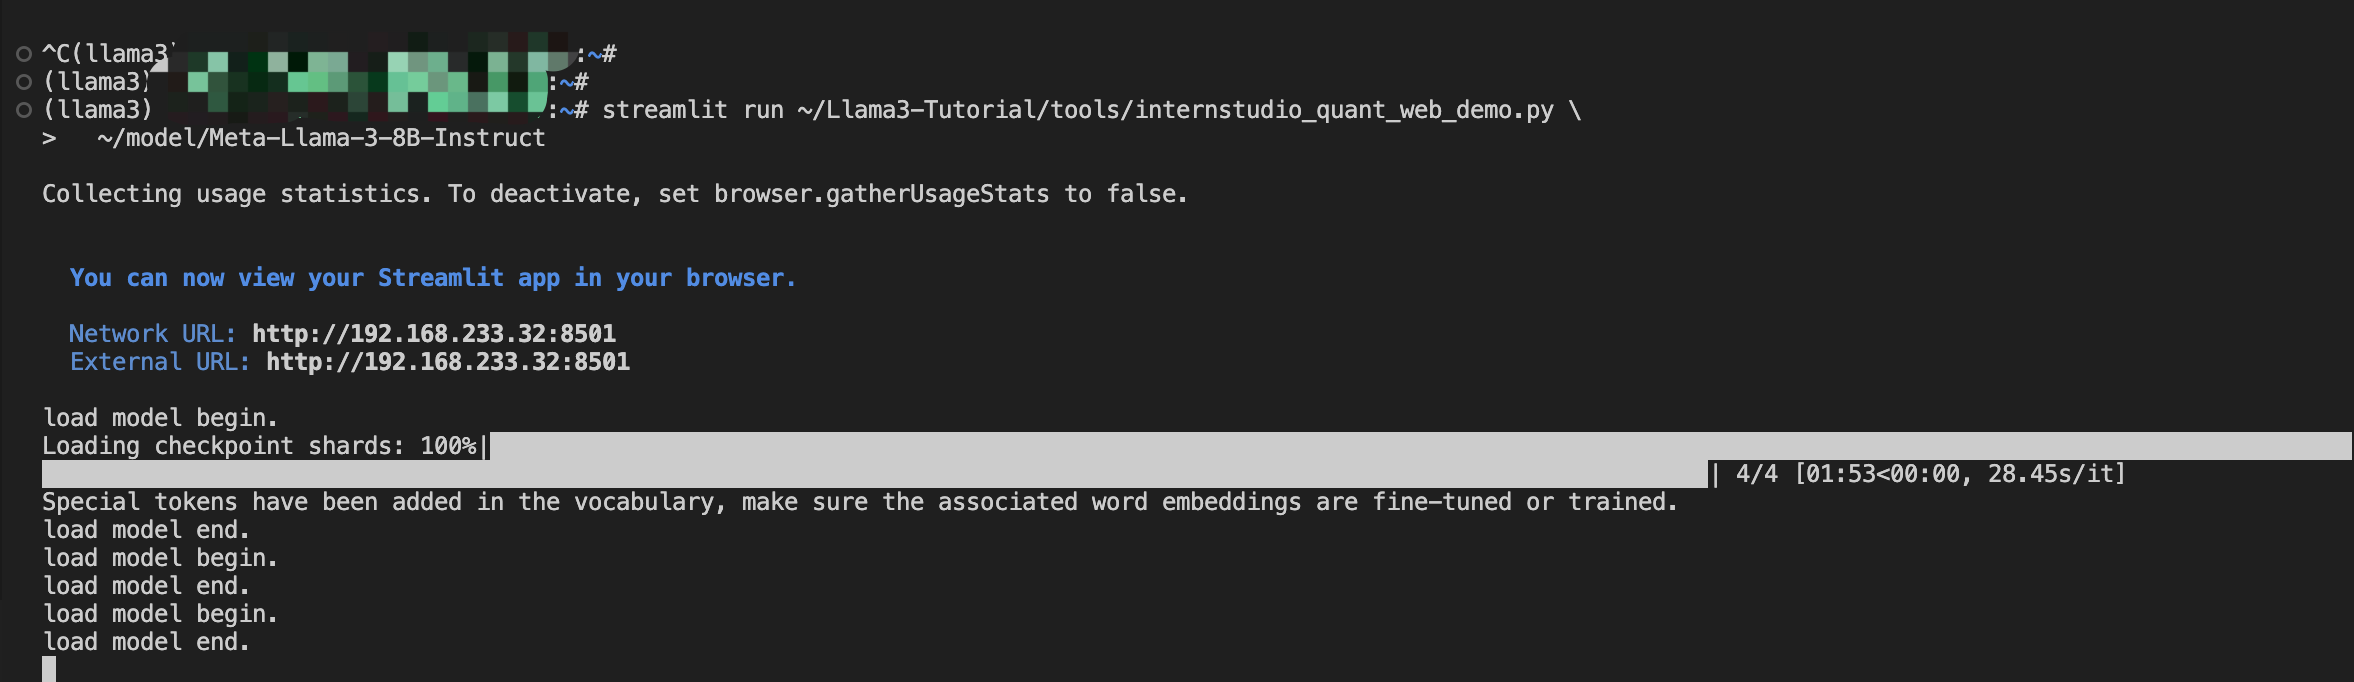 ^C(llama3) :~#
(llama3) :~#
(llama3) :~# streamlit run ~/Llama3-Tutorial/tools/internstudio_quant_web_demo.py \
>   ~/model/Meta-Llama-3-8B-Instruct
Collecting usage statistics. To deactivate, set browser.gatherUsageStats to false.
You can now view your Streamlit app in your browser.
Network URL: http://192.168.233.32:8501
External URL: http://192.168.233.32:8501
load model begin.
Loading checkpoint shards: 100%|
| 4/4 [01:53<00:00, 28.45s/it]
Special tokens have been added in the vocabulary, make sure the associated word embeddings are fine-tuned or trained.
load model end.
load model begin.
load model end.
load model begin.
load model end.